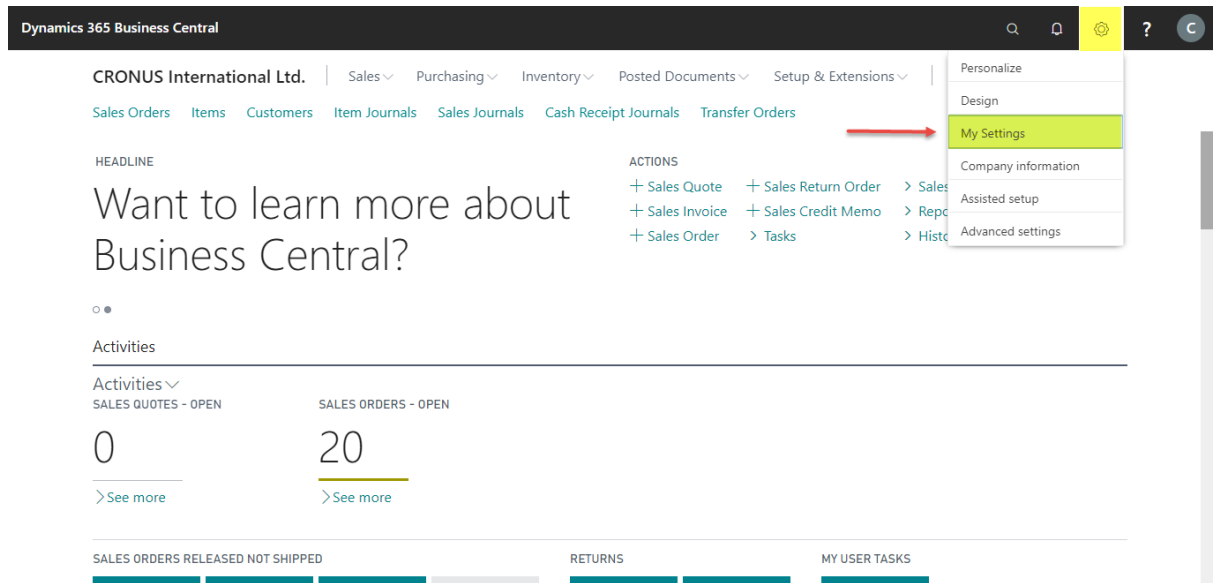 Dynamics 365 Business Central
? C
CRONUS International Ltd. Sales Purchasing Inventory Posted Documents Setup & Extensions
Sales Orders Items Customers Item Journals Sales Journals Cash Receipt Journals Transfer Orders
Personalize
Design
My Settings
Company information
Assisted setup
Advanced settings
HEADLINE
Want to learn more about
Business Central?
ACTIONS
+ Sales Quote + Sales Return Order > Sales
+ Sales Invoice + Sales Credit Memo > Repo
+ Sales Order > Tasks > Histo
Activities
Activities
SALES QUOTES - OPEN SALES ORDERS - OPEN
0 20
>See more >See more
SALES ORDERS RELEASED NOT SHIPPED RETURNS MY USER TASKS